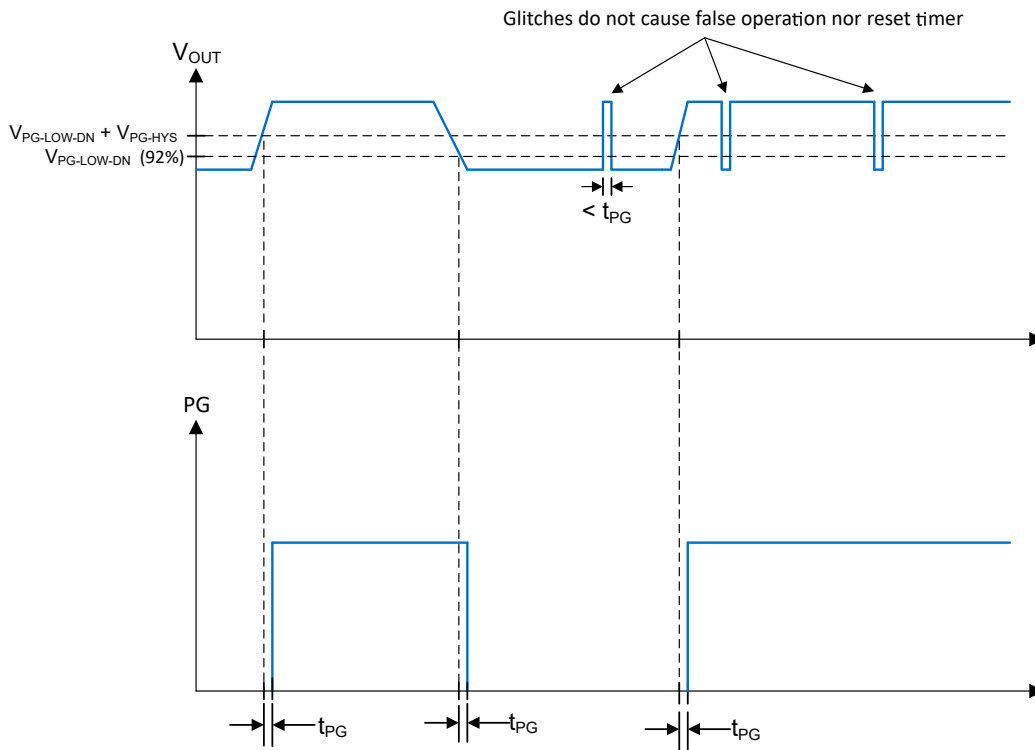 Glitches do not cause false operation nor reset timer
VOUT
VPG-LOW-DN + VPG-HYS
VPG-LOW-DN (92%)
< tPG
PG
tPG
tPG
tPG